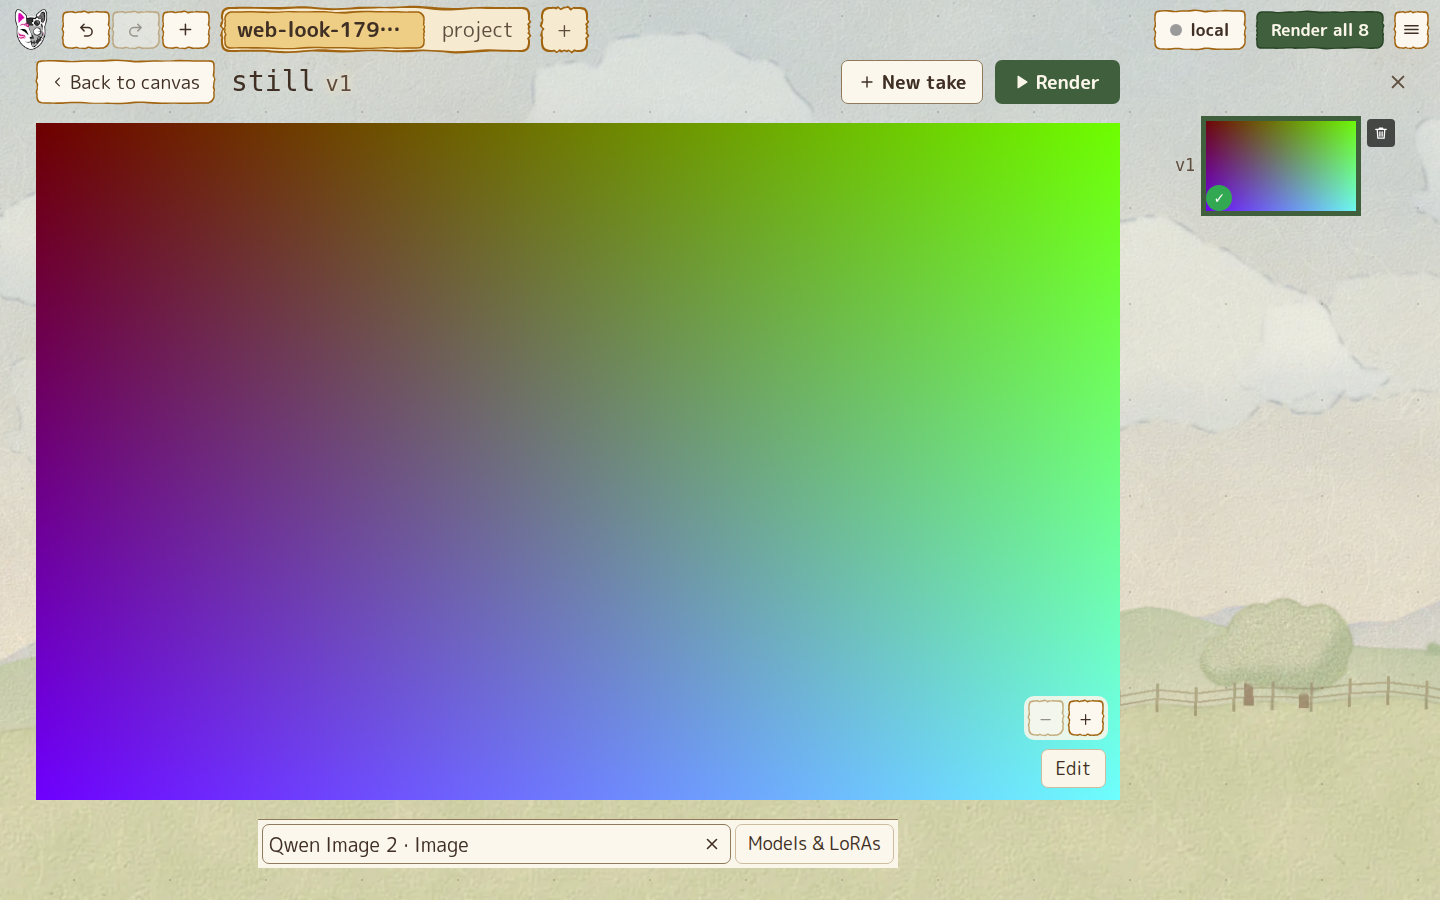 web-look-179···
project
local
Render all 8
Back to canvas
still v1
New take
Render
v1
Edit
Qwen Image 2 · Image
Models & LoRAs